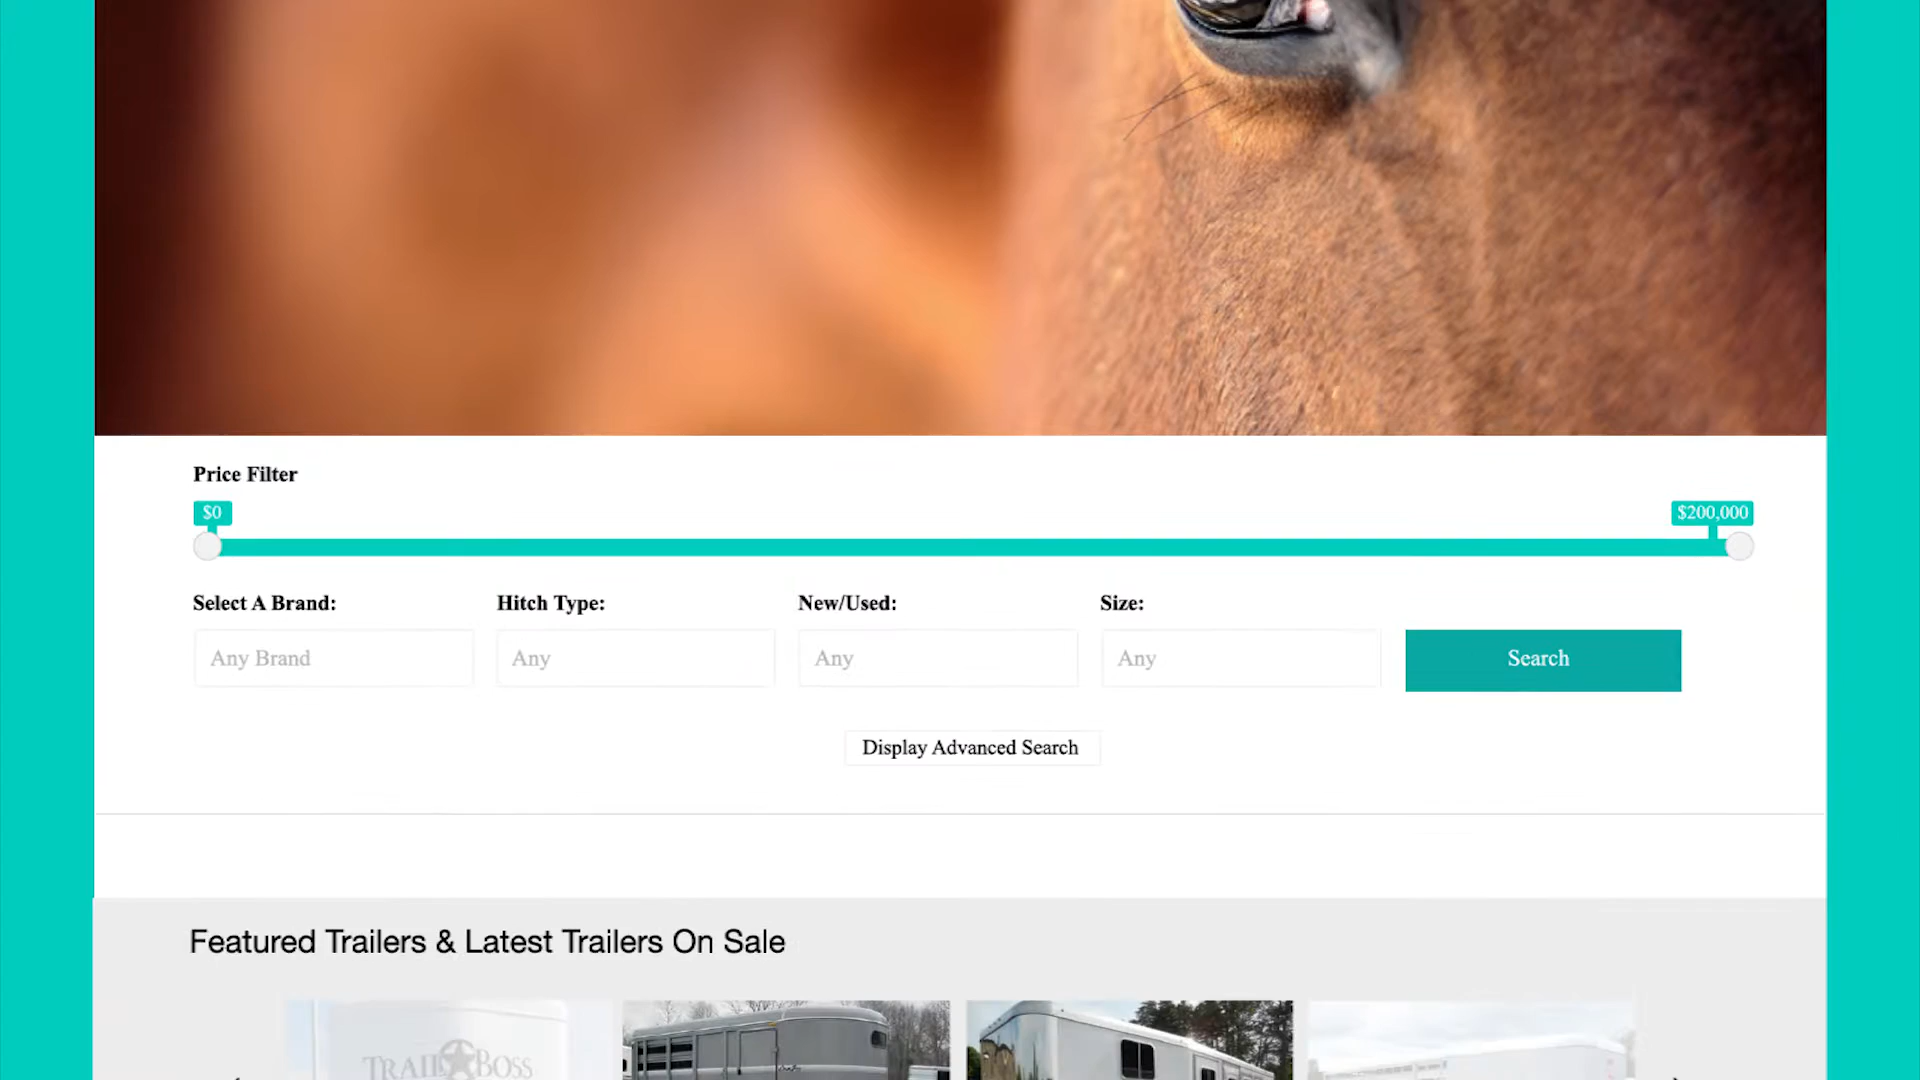 Price Filter
$0 $200,000
Select A Brand: Hitch Type: New/Used: Size:
Any Brand Any Any Any Search
Display Advanced Search
Featured Trailers & Latest Trailers On Sale
TRAIL BOSS